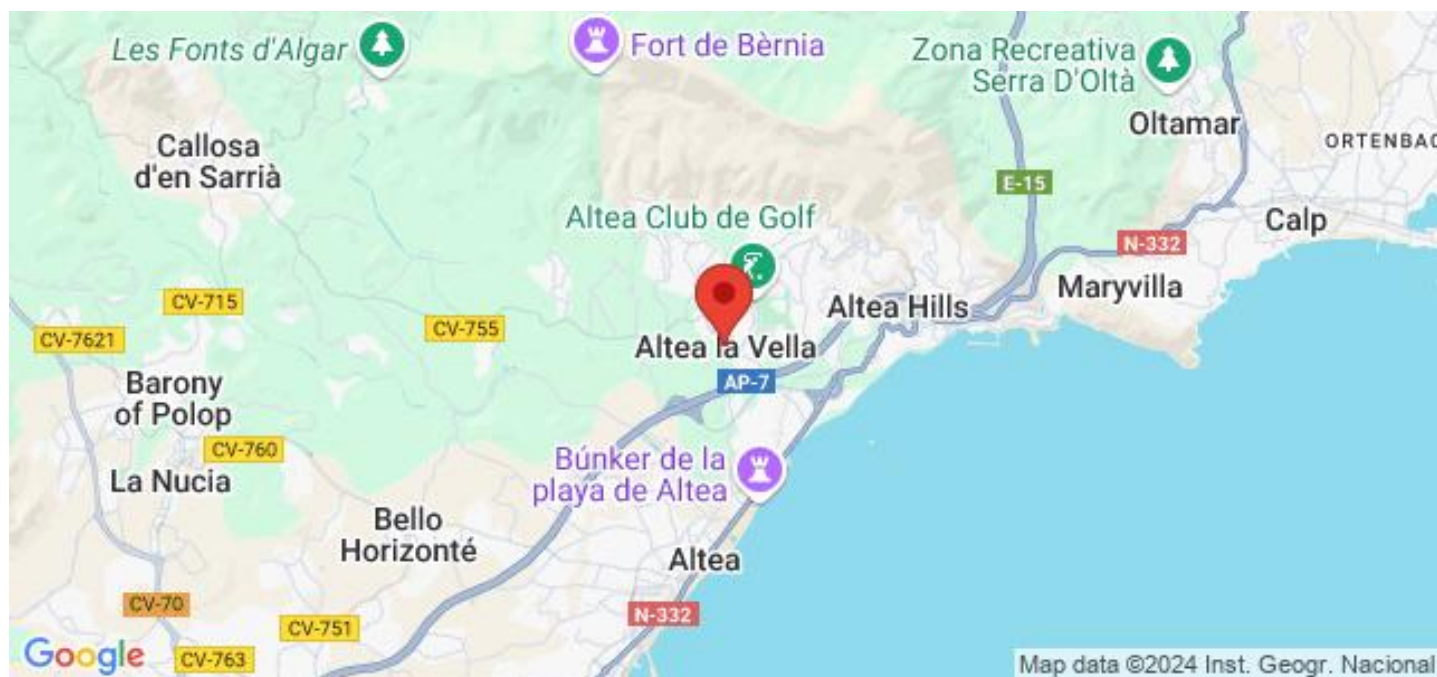 Les Fonts d'Algar
Fort de Bèrnia
Zona Recreativa
Serra D'Oltà
Oltamar
ORTENBAC
Callosa
d'en Sarrià
E-15
Altea Club de Golf
Calp
N-332
CV-715
Maryvilla
Altea Hills
CV-755
CV-7621
Altea la Vella
AP-7
Barony
of Polop
CV-760
La Nucia
Búnker de la
playa de Altea
Bello
Horizonté
Altea
CV-70
N-332
CV-751
CV-763
Google
Map data ©2024 Inst. Geogr. Nacional